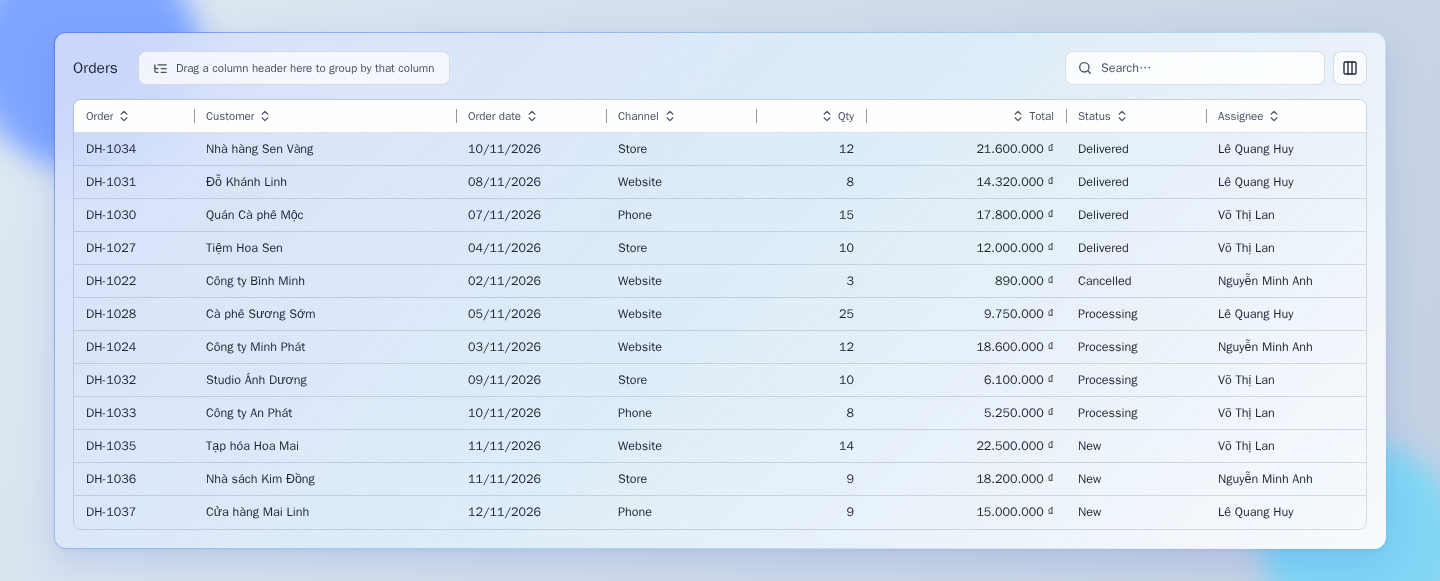 Orders Drag a column header here to group by that column Search···
Order Customer Order date Channel Qty Total Status Assignee
DH-1034 Nhà hàng Sen Vàng 10/11/2026 Store 12 21.600.000 ₫ Delivered Lê Quang Huy
DH-1031 Đỗ Khánh Linh 08/11/2026 Website 8 14.320.000 ₫ Delivered Lê Quang Huy
DH-1030 Quán Cà phê Mộc 07/11/2026 Phone 15 17.800.000 ₫ Delivered Võ Thị Lan
DH-1027 Tiệm Hoa Sen 04/11/2026 Store 10 12.000.000 ₫ Delivered Võ Thị Lan
DH-1022 Công ty Bình Minh 02/11/2026 Website 3 890.000 ₫ Cancelled Nguyễn Minh Anh
DH-1028 Cà phê Sương Sớm 05/11/2026 Website 25 9.750.000 ₫ Processing Lê Quang Huy
DH-1024 Công ty Minh Phát 03/11/2026 Website 12 18.600.000 ₫ Processing Nguyễn Minh Anh
DH-1032 Studio Ánh Dương 09/11/2026 Store 10 6.100.000 ₫ Processing Võ Thị Lan
DH-1033 Công ty An Phát 10/11/2026 Phone 8 5.250.000 ₫ Processing Võ Thị Lan
DH-1035 Tạp hóa Hoa Mai 11/11/2026 Website 14 22.500.000 ₫ New Võ Thị Lan
DH-1036 Nhà sách Kim Đồng 11/11/2026 Store 9 18.200.000 ₫ New Nguyễn Minh Anh
DH-1037 Cửa hàng Mai Linh 12/11/2026 Phone 9 15.000.000 ₫ New Lê Quang Huy